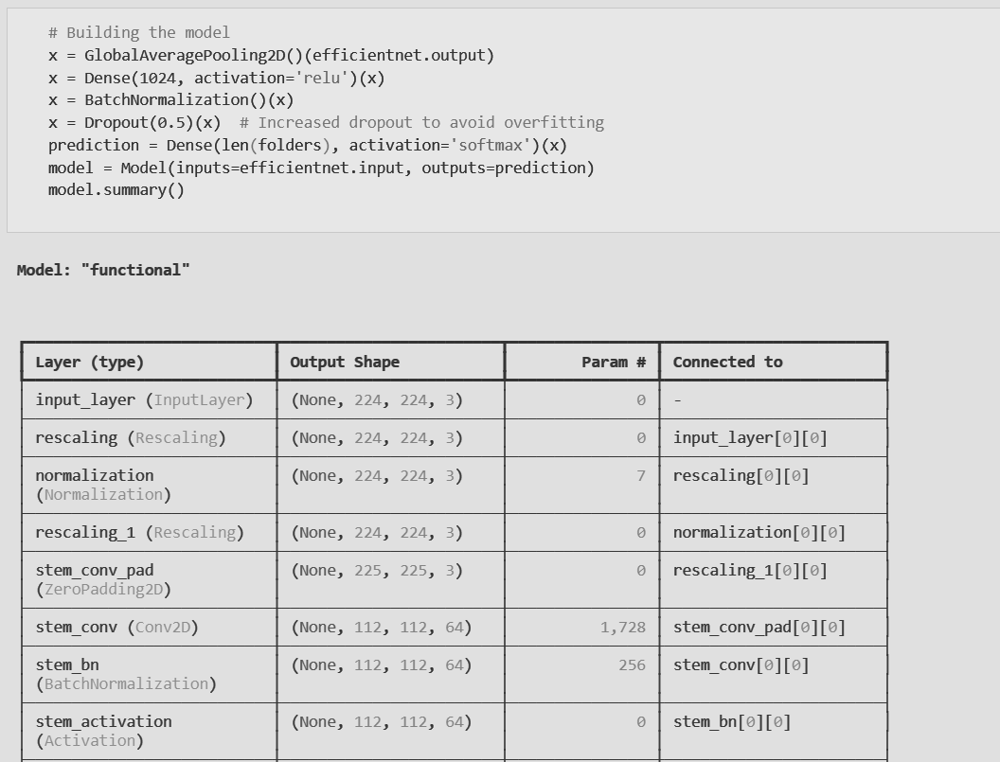 # Building the model
x = GlobalAveragePooling2D()(efficientnet.output)
x = Dense(1024, activation='relu')(x)
x = BatchNormalization()(x)
x = Dropout(0.5)(x)  # Increased dropout to avoid overfitting
prediction = Dense(len(folders), activation='softmax')(x)
model = Model(inputs=efficientnet.input, outputs=prediction)
model.summary()
Model: "functional"
Layer (type) Output Shape Param # Connected to
input_layer (InputLayer) (None, 224, 224, 3) 0 -
rescaling (Rescaling) (None, 224, 224, 3) 0 input_layer[0][0]
normalization (None, 224, 224, 3) 7 rescaling[0][0]
(Normalization)
rescaling_1 (Rescaling) (None, 224, 224, 3) 0 normalization[0][0]
stem_conv_pad (None, 225, 225, 3) 0 rescaling_1[0][0]
(ZeroPadding2D)
stem_conv (Conv2D) (None, 112, 112, 64) 1,728 stem_conv_pad[0][0]
stem_bn (None, 112, 112, 64) 256 stem_conv[0][0]
(BatchNormalization)
stem_activation (None, 112, 112, 64) 0 stem_bn[0][0]
(Activation)